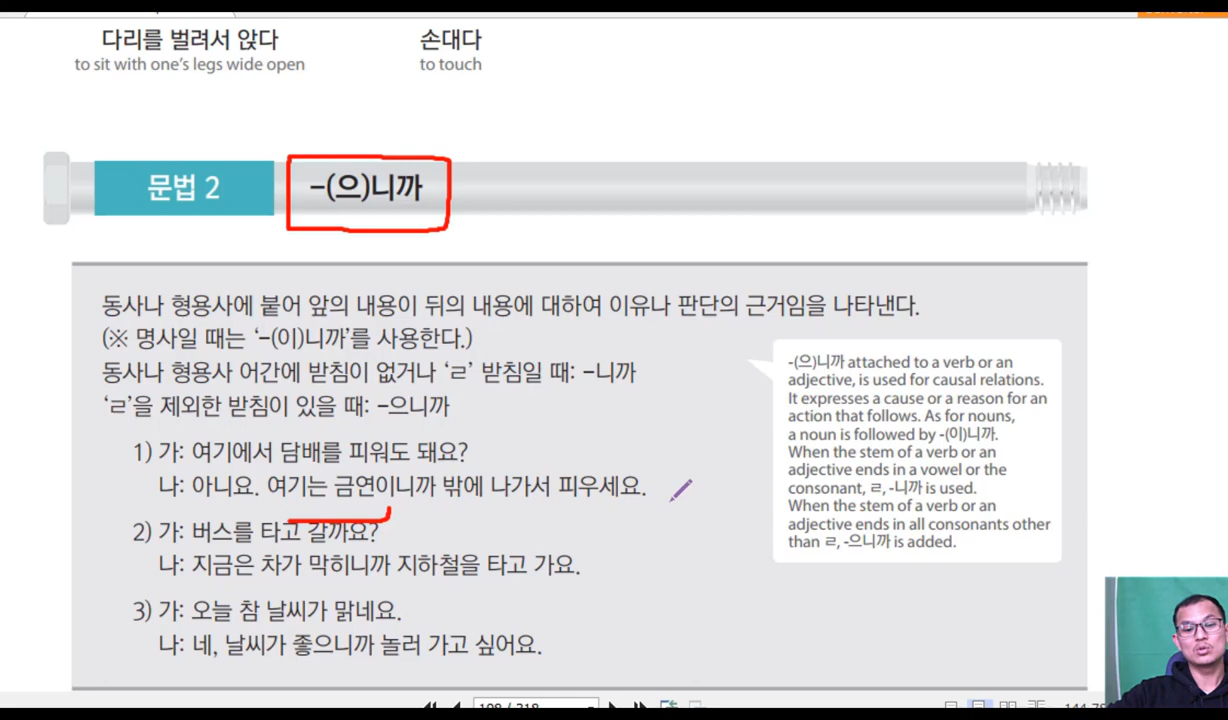 다리를 벌려서 앉다
to sit with one's legs wide open
손대다
to touch
문법 2
-(으)니까
동사나 형용사에 붙어 앞의 내용이 뒤의 내용에 대하여 이유나 판단의 근거임을 나타낸다.
(※ 명사일 때는 ‘-(이)니까’를 사용한다.)
동사나 형용사 어간에 받침이 없거나 ‘ㄹ’ 받침일 때: -니까
‘ㄹ’을 제외한 받침이 있을 때: -으니까
1) 가: 여기에서 담배를 피워도 돼요?
나: 아니요. 여기는 금연이니까 밖에 나가서 피우세요.
2) 가: 버스를 타고 갈까요?
나: 지금은 차가 막히니까 지하철을 타고 가요.
3) 가: 오늘 참 날씨가 맑네요.
나: 네, 날씨가 좋으니까 놀러 가고 싶어요.
-(으)니까 attached to a verb or an
adjective, is used for causal relations.
It expresses a cause or a reason for an
action that follows. As for nouns,
a noun is followed by -(이)니까.
When the stem of a verb or an
adjective ends in a vowel or the
consonant, ㄹ, -니까 is used.
When the stem of a verb or an
adjective ends in all consonants other
than ㄹ, -으니까 is added.